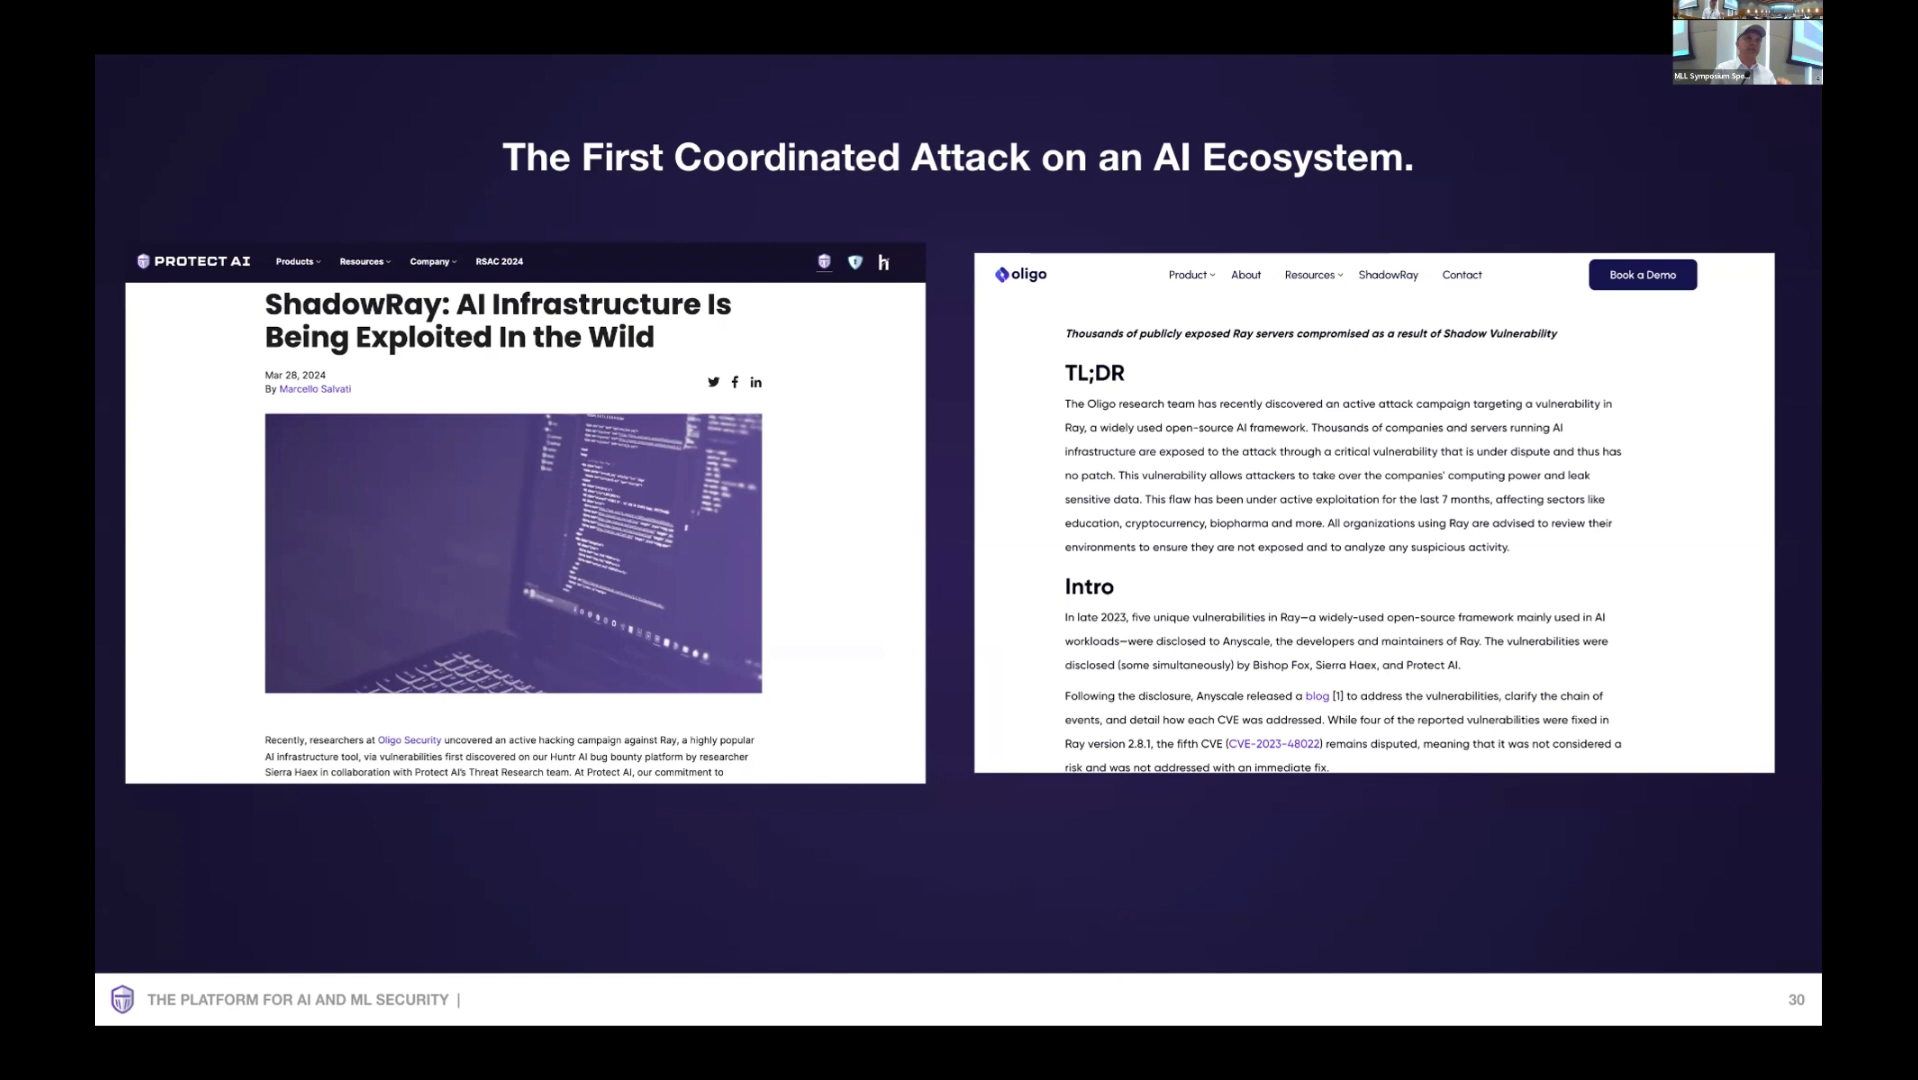 MLL Symposium Spe...
The First Coordinated Attack on an AI Ecosystem.
PROTECT AI Products Resources Company RSAC 2024
ShadowRay: AI Infrastructure Is
Being Exploited In the Wild
Mar 28, 2024
By Marcello Salvati
Recently, researchers at Oligo Security uncovered an active hacking campaign against Ray, a highly popular
AI infrastructure tool, via vulnerabilities first discovered on our Huntr AI bug bounty platform by researcher
Sierra Haex in collaboration with Protect AI's Threat Research team. At Protect AI, our commitment to
oligo Product About Resources ShadowRay Contact Book a Demo
Thousands of publicly exposed Ray servers compromised as a result of Shadow Vulnerability
TL;DR
The Oligo research team has recently discovered an active attack campaign targeting a vulnerability in
Ray, a widely used open-source AI framework. Thousands of companies and servers running AI
infrastructure are exposed to the attack through a critical vulnerability that is under dispute and thus has
no patch. This vulnerability allows attackers to take over the companies' computing power and leak
sensitive data. This flaw has been under active exploitation for the last 7 months, affecting sectors like
education, cryptocurrency, biopharma and more. All organizations using Ray are advised to review their
environments to ensure they are not exposed and to analyze any suspicious activity.
Intro
In late 2023, five unique vulnerabilities in Ray—a widely-used open-source framework mainly used in AI
workloads—were disclosed to Anyscale, the developers and maintainers of Ray. The vulnerabilities were
disclosed (some simultaneously) by Bishop Fox, Sierra Haex, and Protect AI.
Following the disclosure, Anyscale released a blog [1] to address the vulnerabilities, clarify the chain of
events, and detail how each CVE was addressed. While four of the reported vulnerabilities were fixed in
Ray version 2.8.1, the fifth CVE (CVE-2023-48022) remains disputed, meaning that it was not considered a
risk and was not addressed with an immediate fix.
THE PLATFORM FOR AI AND ML SECURITY |
30